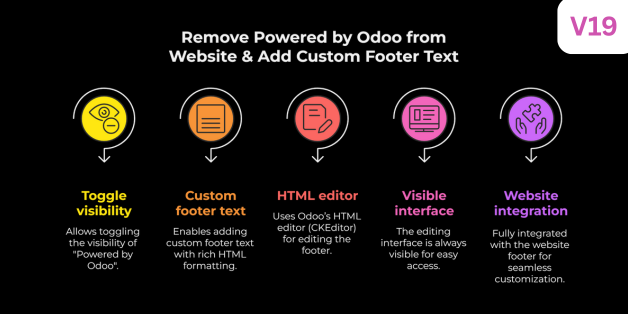 V19
Remove Powered by Odoo from
Website & Add Custom Footer Text
Toggle
visibility
Allows toggling
the visibility of
"Powered by
Odoo".
Custom
footer text
Enables adding
custom footer text
with rich HTML
formatting.
HTML editor
Uses Odoo's HTML
editor (CKEditor)
for editing the
footer.
Visible
interface
The editing
interface is always
visible for easy
access.
Website
integration
Fully integrated
with the website
footer for
seamless
customization.